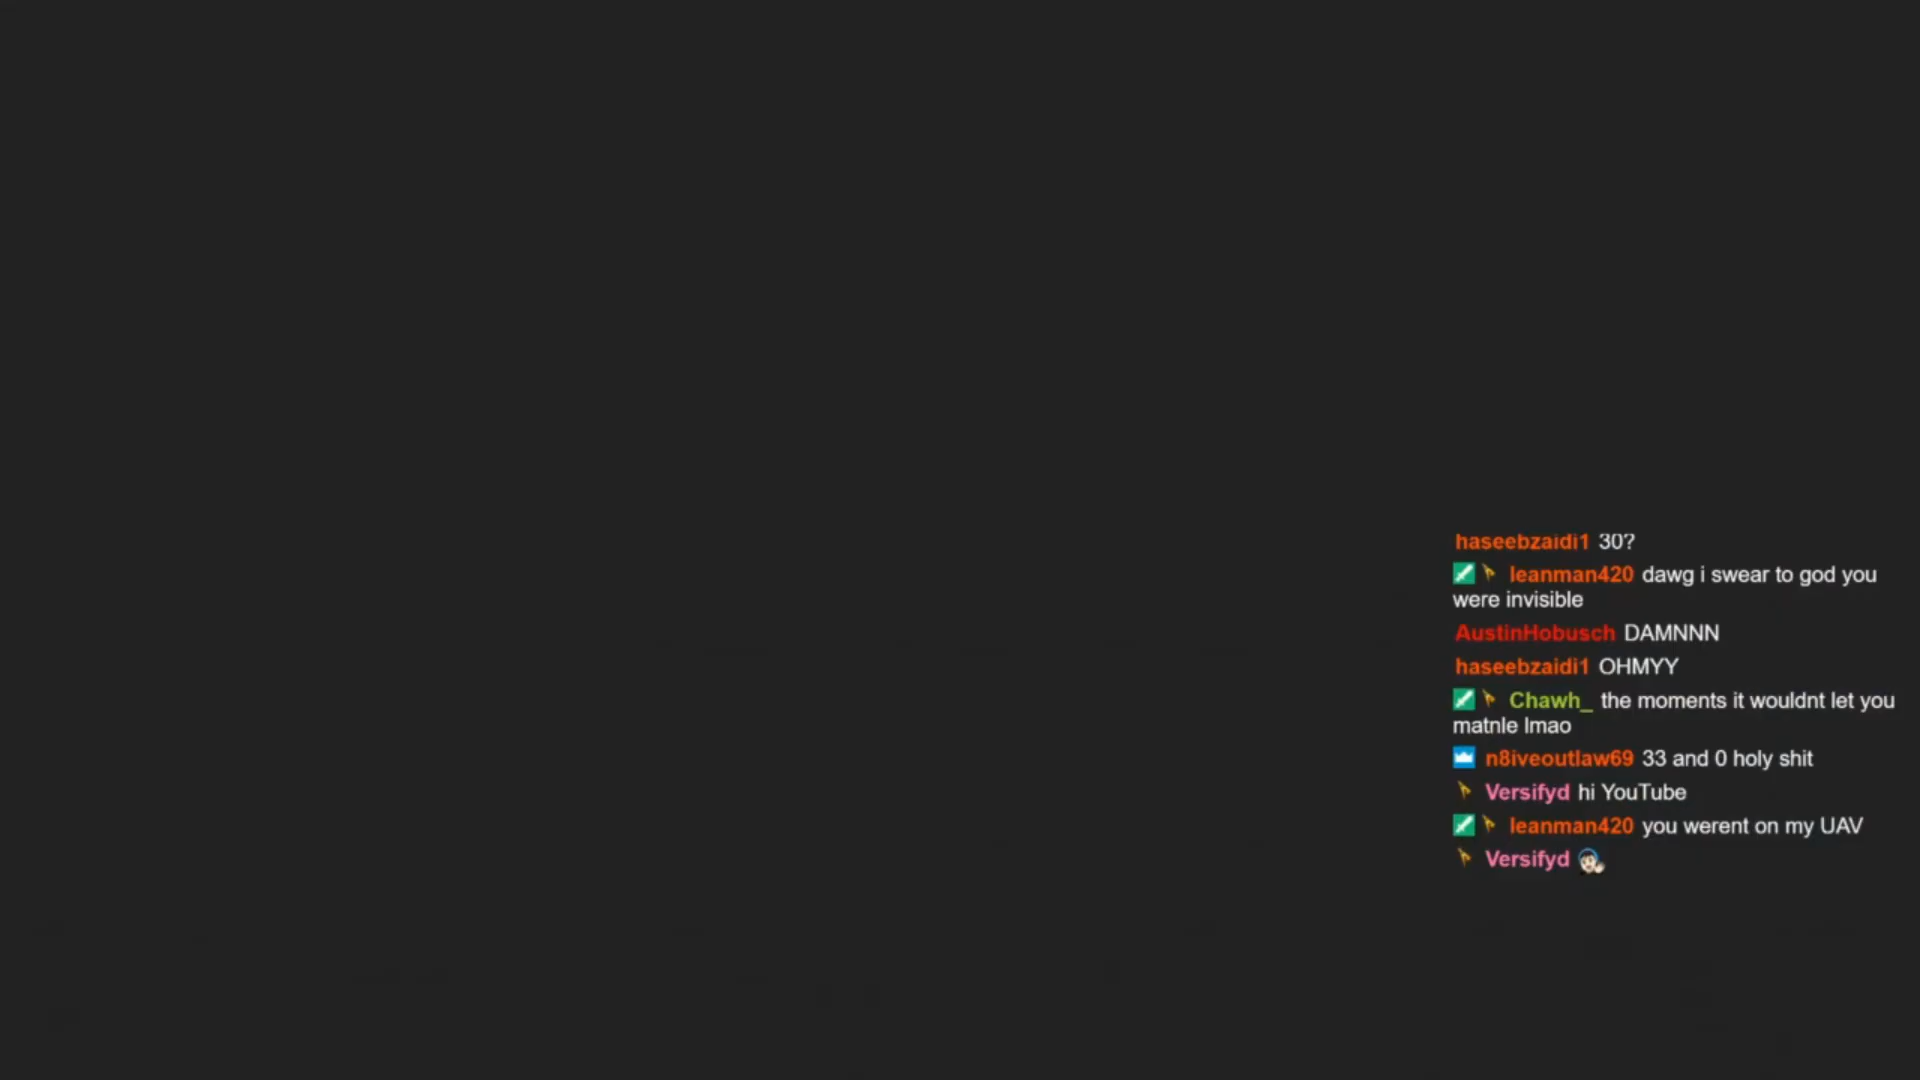 haseebzaidi1 30?
leanman420 dawg i swear to god you
were invisible
AustinHobusch DAMNNN
haseebzaidi1 OHMYY
Chawh_ the moments it wouldnt let you
matnle lmao
n8iveoutlaw69 33 and 0 holy shit
Versifyd hi YouTube
leanman420 you werent on my UAV
Versifyd